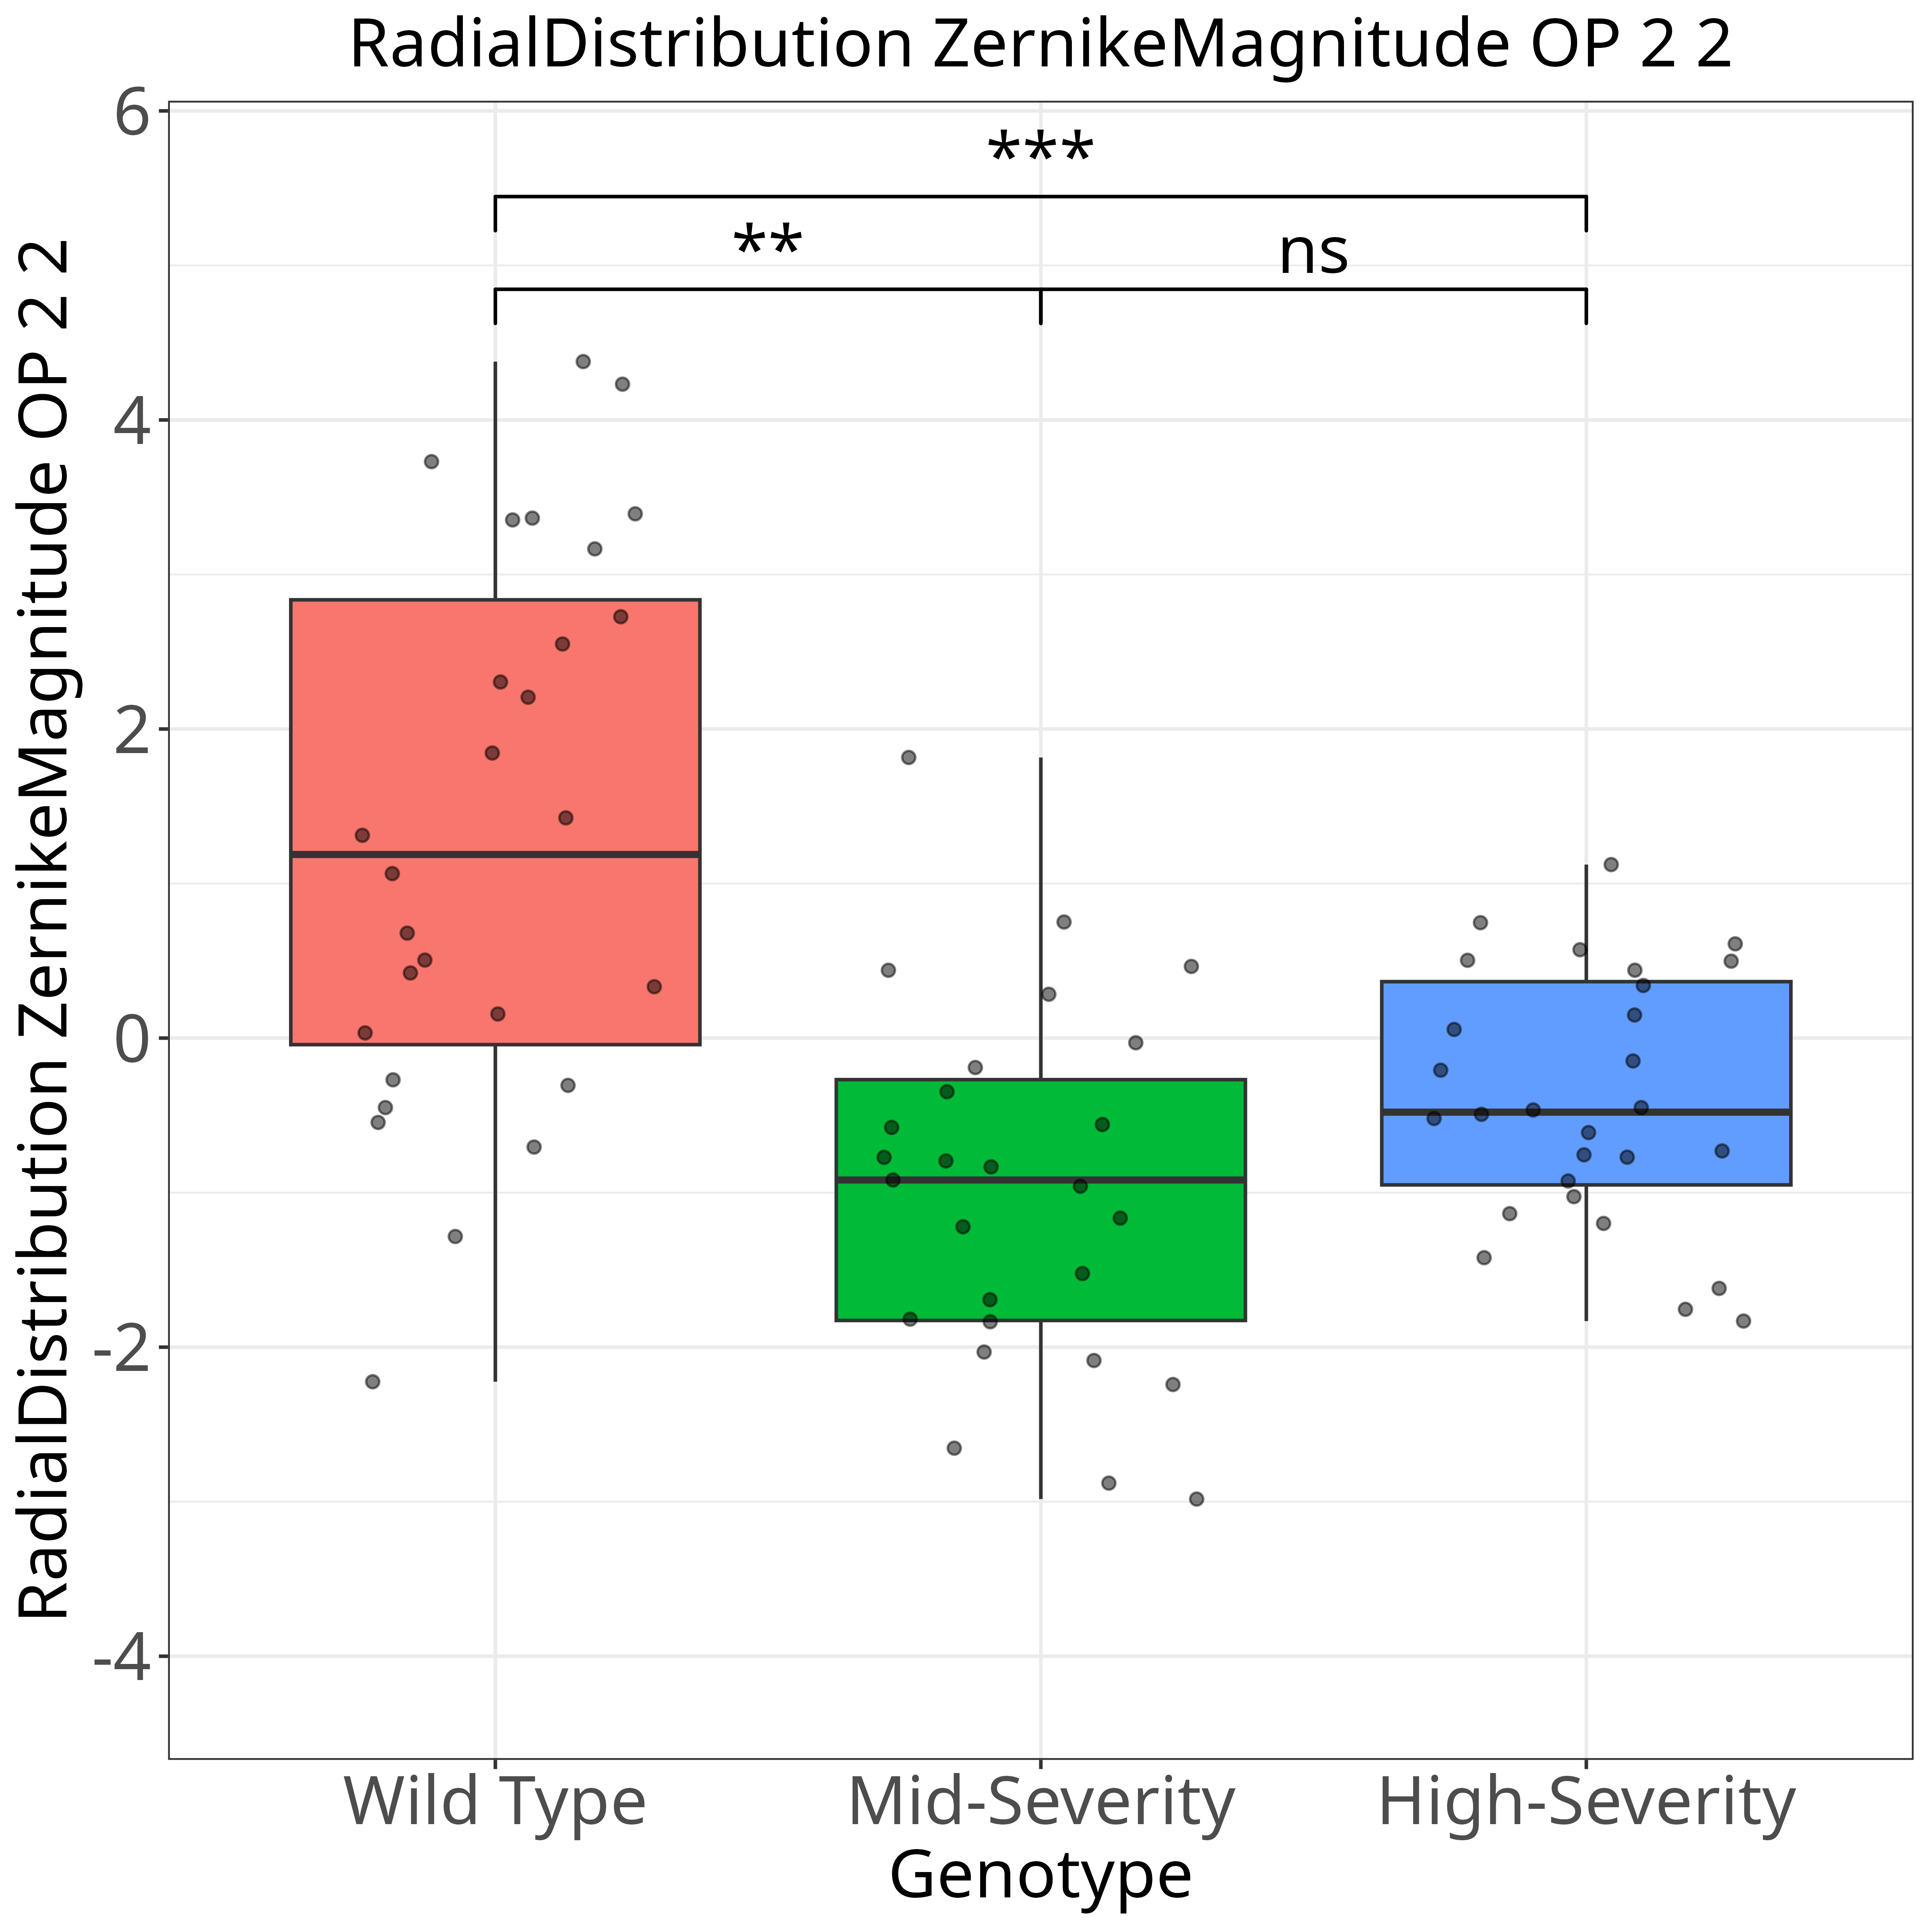 RadialDistribution ZernikeMagnitude OP 2 2
RadialDistribution ZernikeMagnitude OP 2 2
6
4
2
0
-2
-4
***
**
ns
Wild Type
Mid-Severity
High-Severity
Genotype